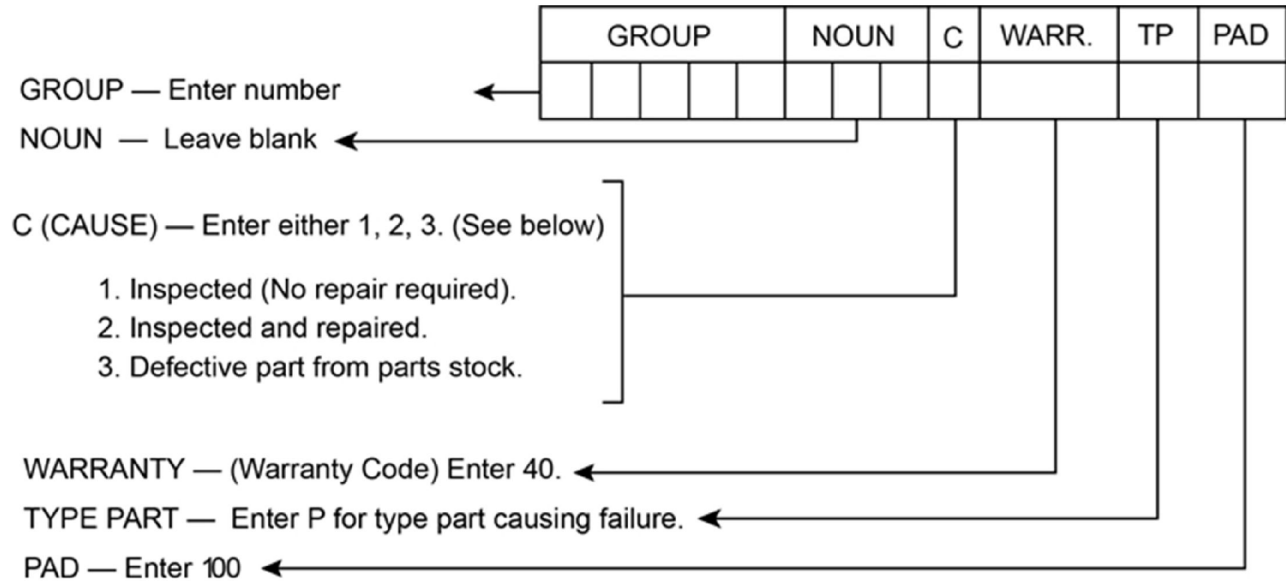 GROUP NOUN C WARR. TP PAD
GROUP — Enter number
NOUN — Leave blank
C (CAUSE) — Enter either 1, 2, 3. (See below)
1. Inspected (No repair required).
2. Inspected and repaired.
3. Defective part from parts stock.
WARRANTY — (Warranty Code) Enter 40.
TYPE PART — Enter P for type part causing failure.
PAD — Enter 100